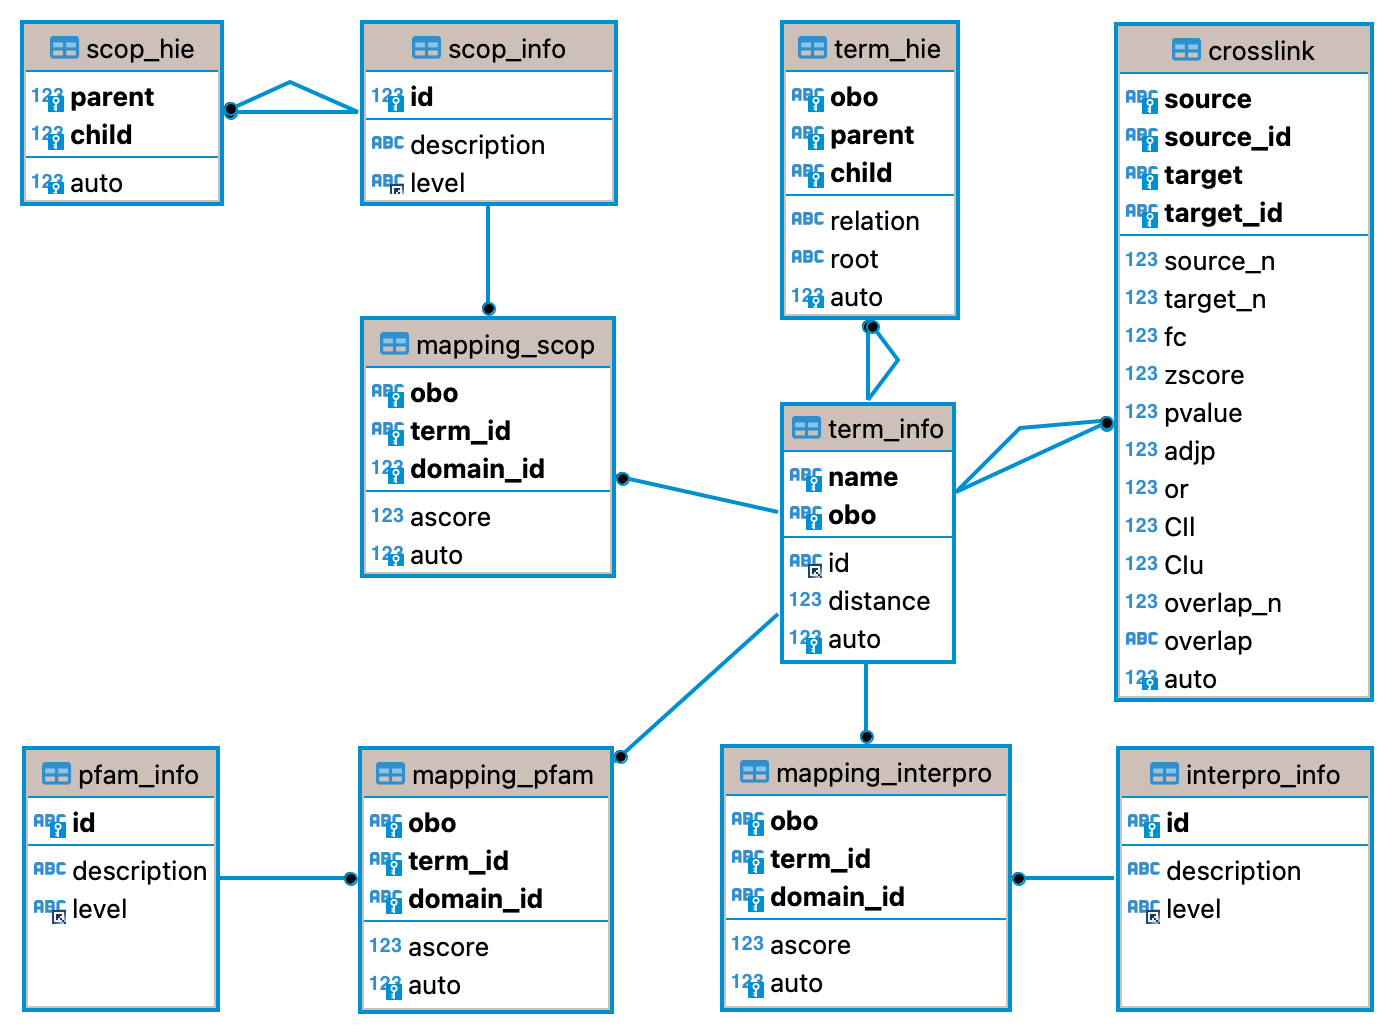 scop_hie
123 parent
123 child
123 auto
scop_info
123 id
ABC description
ABC level
term_hie
ABC obo
ABC parent
ABC child
ABC relation
ABC root
123 auto
crosslink
ABC source
ABC source_id
ABC target
ABC target_id
123 source_n
123 target_n
123 fc
123 zscore
123 pvalue
123 adjp
123 or
123 CIl
123 CIu
123 overlap_n
ABC overlap
123 auto
mapping_scop
ABC obo
ABC term_id
123 domain_id
123 ascore
123 auto
term_info
ABC name
ABC obo
ABC id
123 distance
123 auto
pfam_info
ABC id
ABC description
ABC level
mapping_pfam
ABC obo
ABC term_id
ABC domain_id
123 ascore
123 auto
mapping_interpro
ABC obo
ABC term_id
ABC domain_id
123 ascore
123 auto
interpro_info
ABC id
ABC description
ABC level